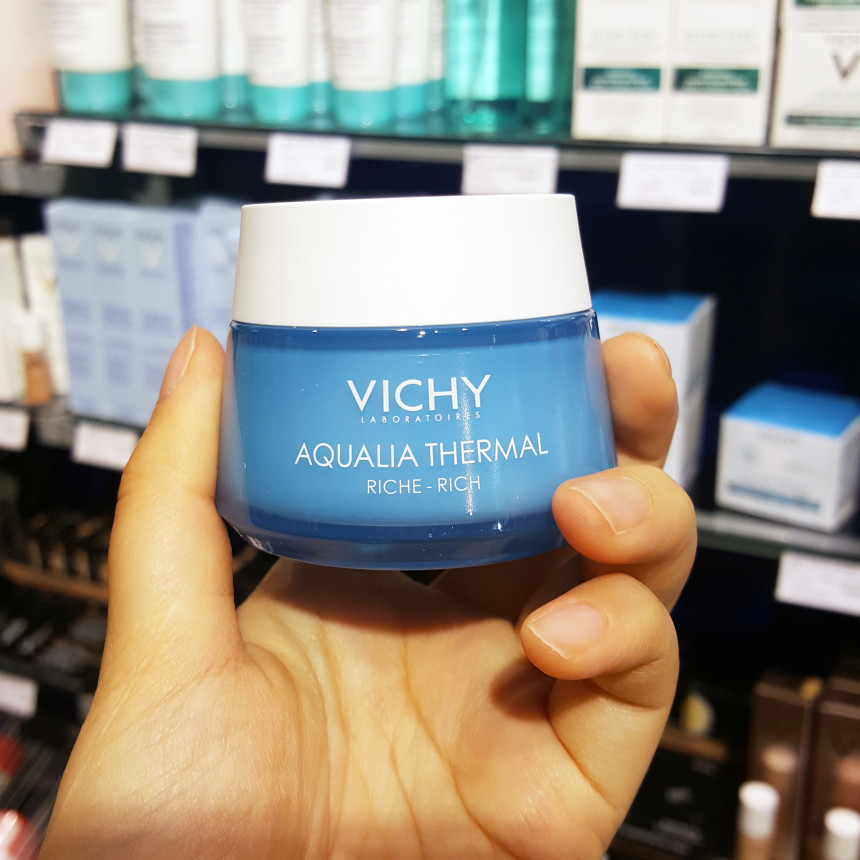 VICHY
LABORATOIRES
AQUALIA THERMAL
RICHE - RICH